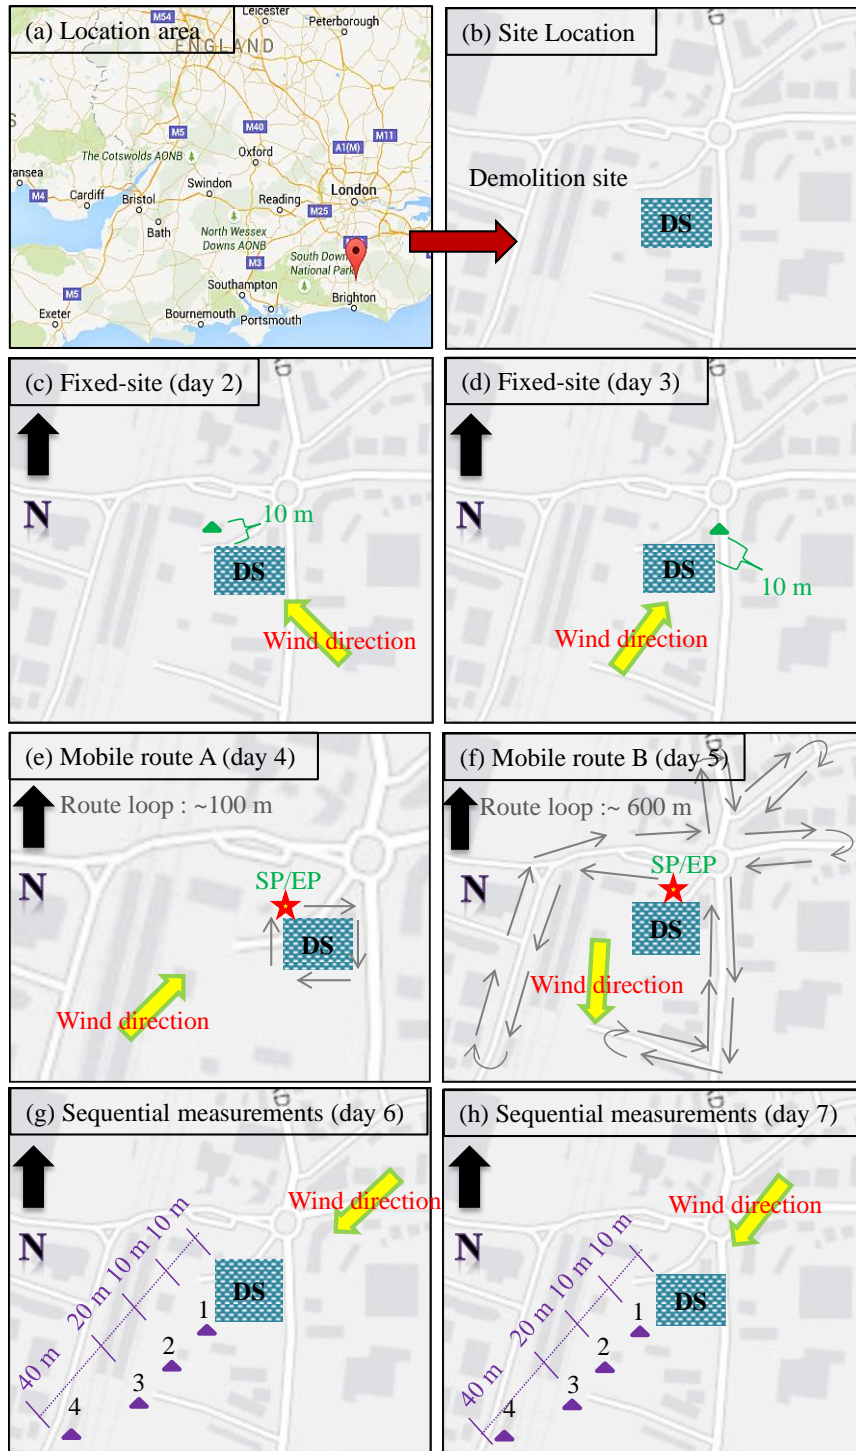 (a) Location area
M54
Leicester
Peterborough
ENGLAND
M5
M40
A1(M)
M11
The Cotswolds AONB
Oxford
M4
Cardiff
Bristol
Swindon
Reading
London
M25
Bath
North Wessex
Downs AONB
M3
South Down
National Park
Southampton
M5
Exeter
Bournemouth
Portsmouth
Brighton
(b) Site Location
Demolition site
DS
(c) Fixed-site (day 2)
N
10 m
DS
Wind direction
(d) Fixed-site (day 3)
N
DS
10 m
Wind direction
(e) Mobile route A (day 4)
Route loop : ~100 m
N
SP/EP
DS
Wind direction
(f) Mobile route B (day 5)
Route loop :~ 600 m
N
SP/EP
DS
Wind direction
(g) Sequential measurements (day 6)
N
Wind direction
40 m 20 m 10 m 10 m
DS
1
2
3
4
(h) Sequential measurements (day 7)
N
Wind direction
40 m 20 m 10 m 10 m
DS
1
2
3
4